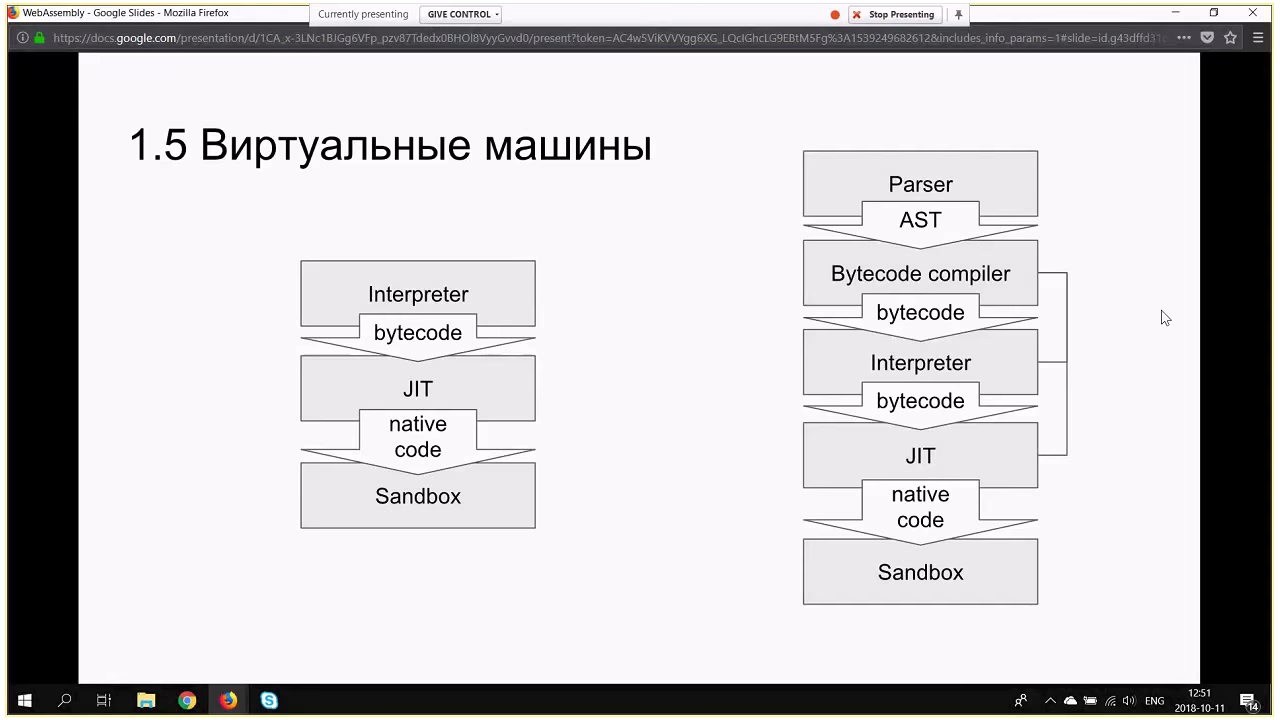 WebAssembly - Google Slides - Mozilla Firefox
Currently presenting
GIVE CONTROL
Stop Presenting
1.5 Виртуальные машины
Interpreter
bytecode
JIT
native
code
Sandbox
Parser
AST
Bytecode compiler
bytecode
Interpreter
bytecode
JIT
native
code
Sandbox
ENG
12:51
2018-10-11
14